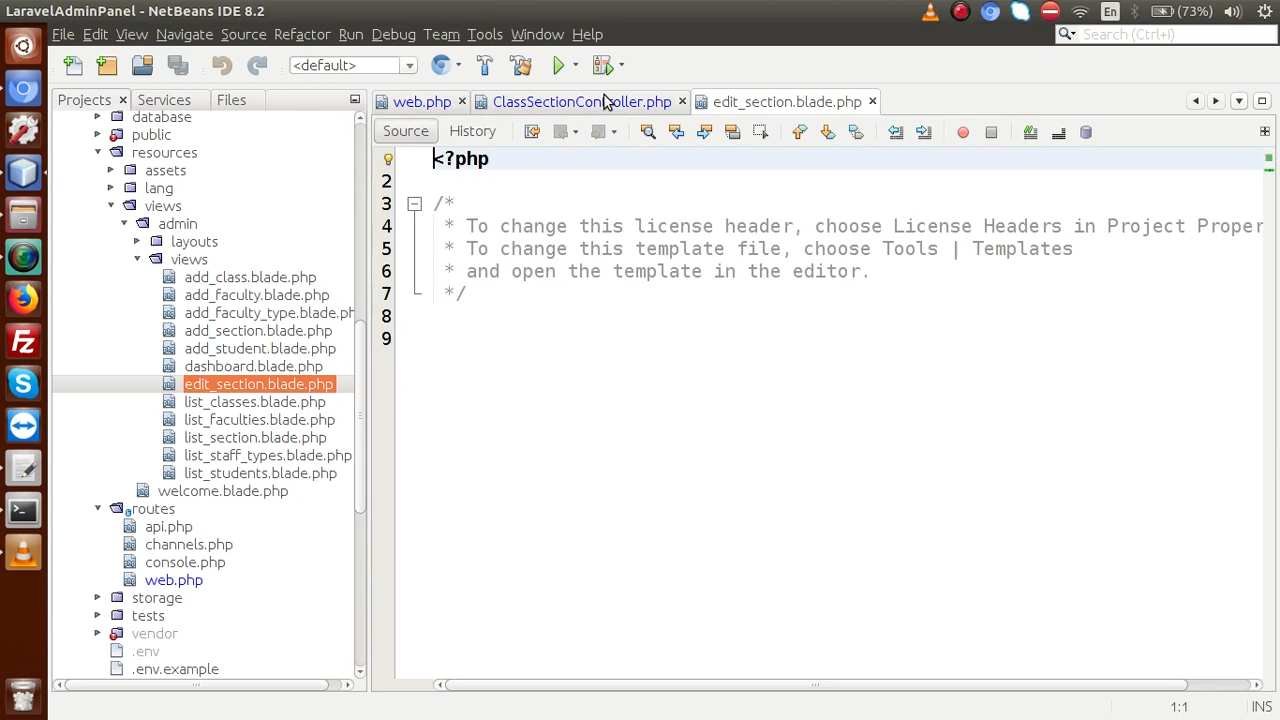 LaravelAdminPanel - NetBeans IDE 8.2
En
(73%)
File Edit View Navigate Source Refactor Run Debug Team Tools Window Help
Search (Ctrl+I)
<default>
Projects Services Files
web.php ClassSectionController.php edit_section.blade.php
Source History
database
public
resources
assets
lang
views
admin
layouts
views
add_class.blade.php
add_faculty.blade.php
add_faculty_type.blade.ph
add_section.blade.php
add_student.blade.php
dashboard.blade.php
edit_section.blade.php
list_classes.blade.php
list_faculties.blade.php
list_section.blade.php
list_staff_types.blade.php
list_students.blade.php
welcome.blade.php
routes
api.php
channels.php
console.php
web.php
storage
tests
vendor
.env
.env.example
<?php
2
3 /*
4 * To change this license header, choose License Headers in Project Proper
5 * To change this template file, choose Tools | Templates
6 * and open the template in the editor.
7 */
8
9
1:1 INS